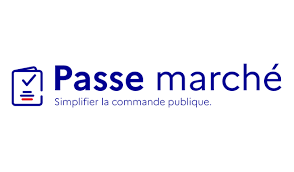 Passe marché
Simplifier la commande publique.